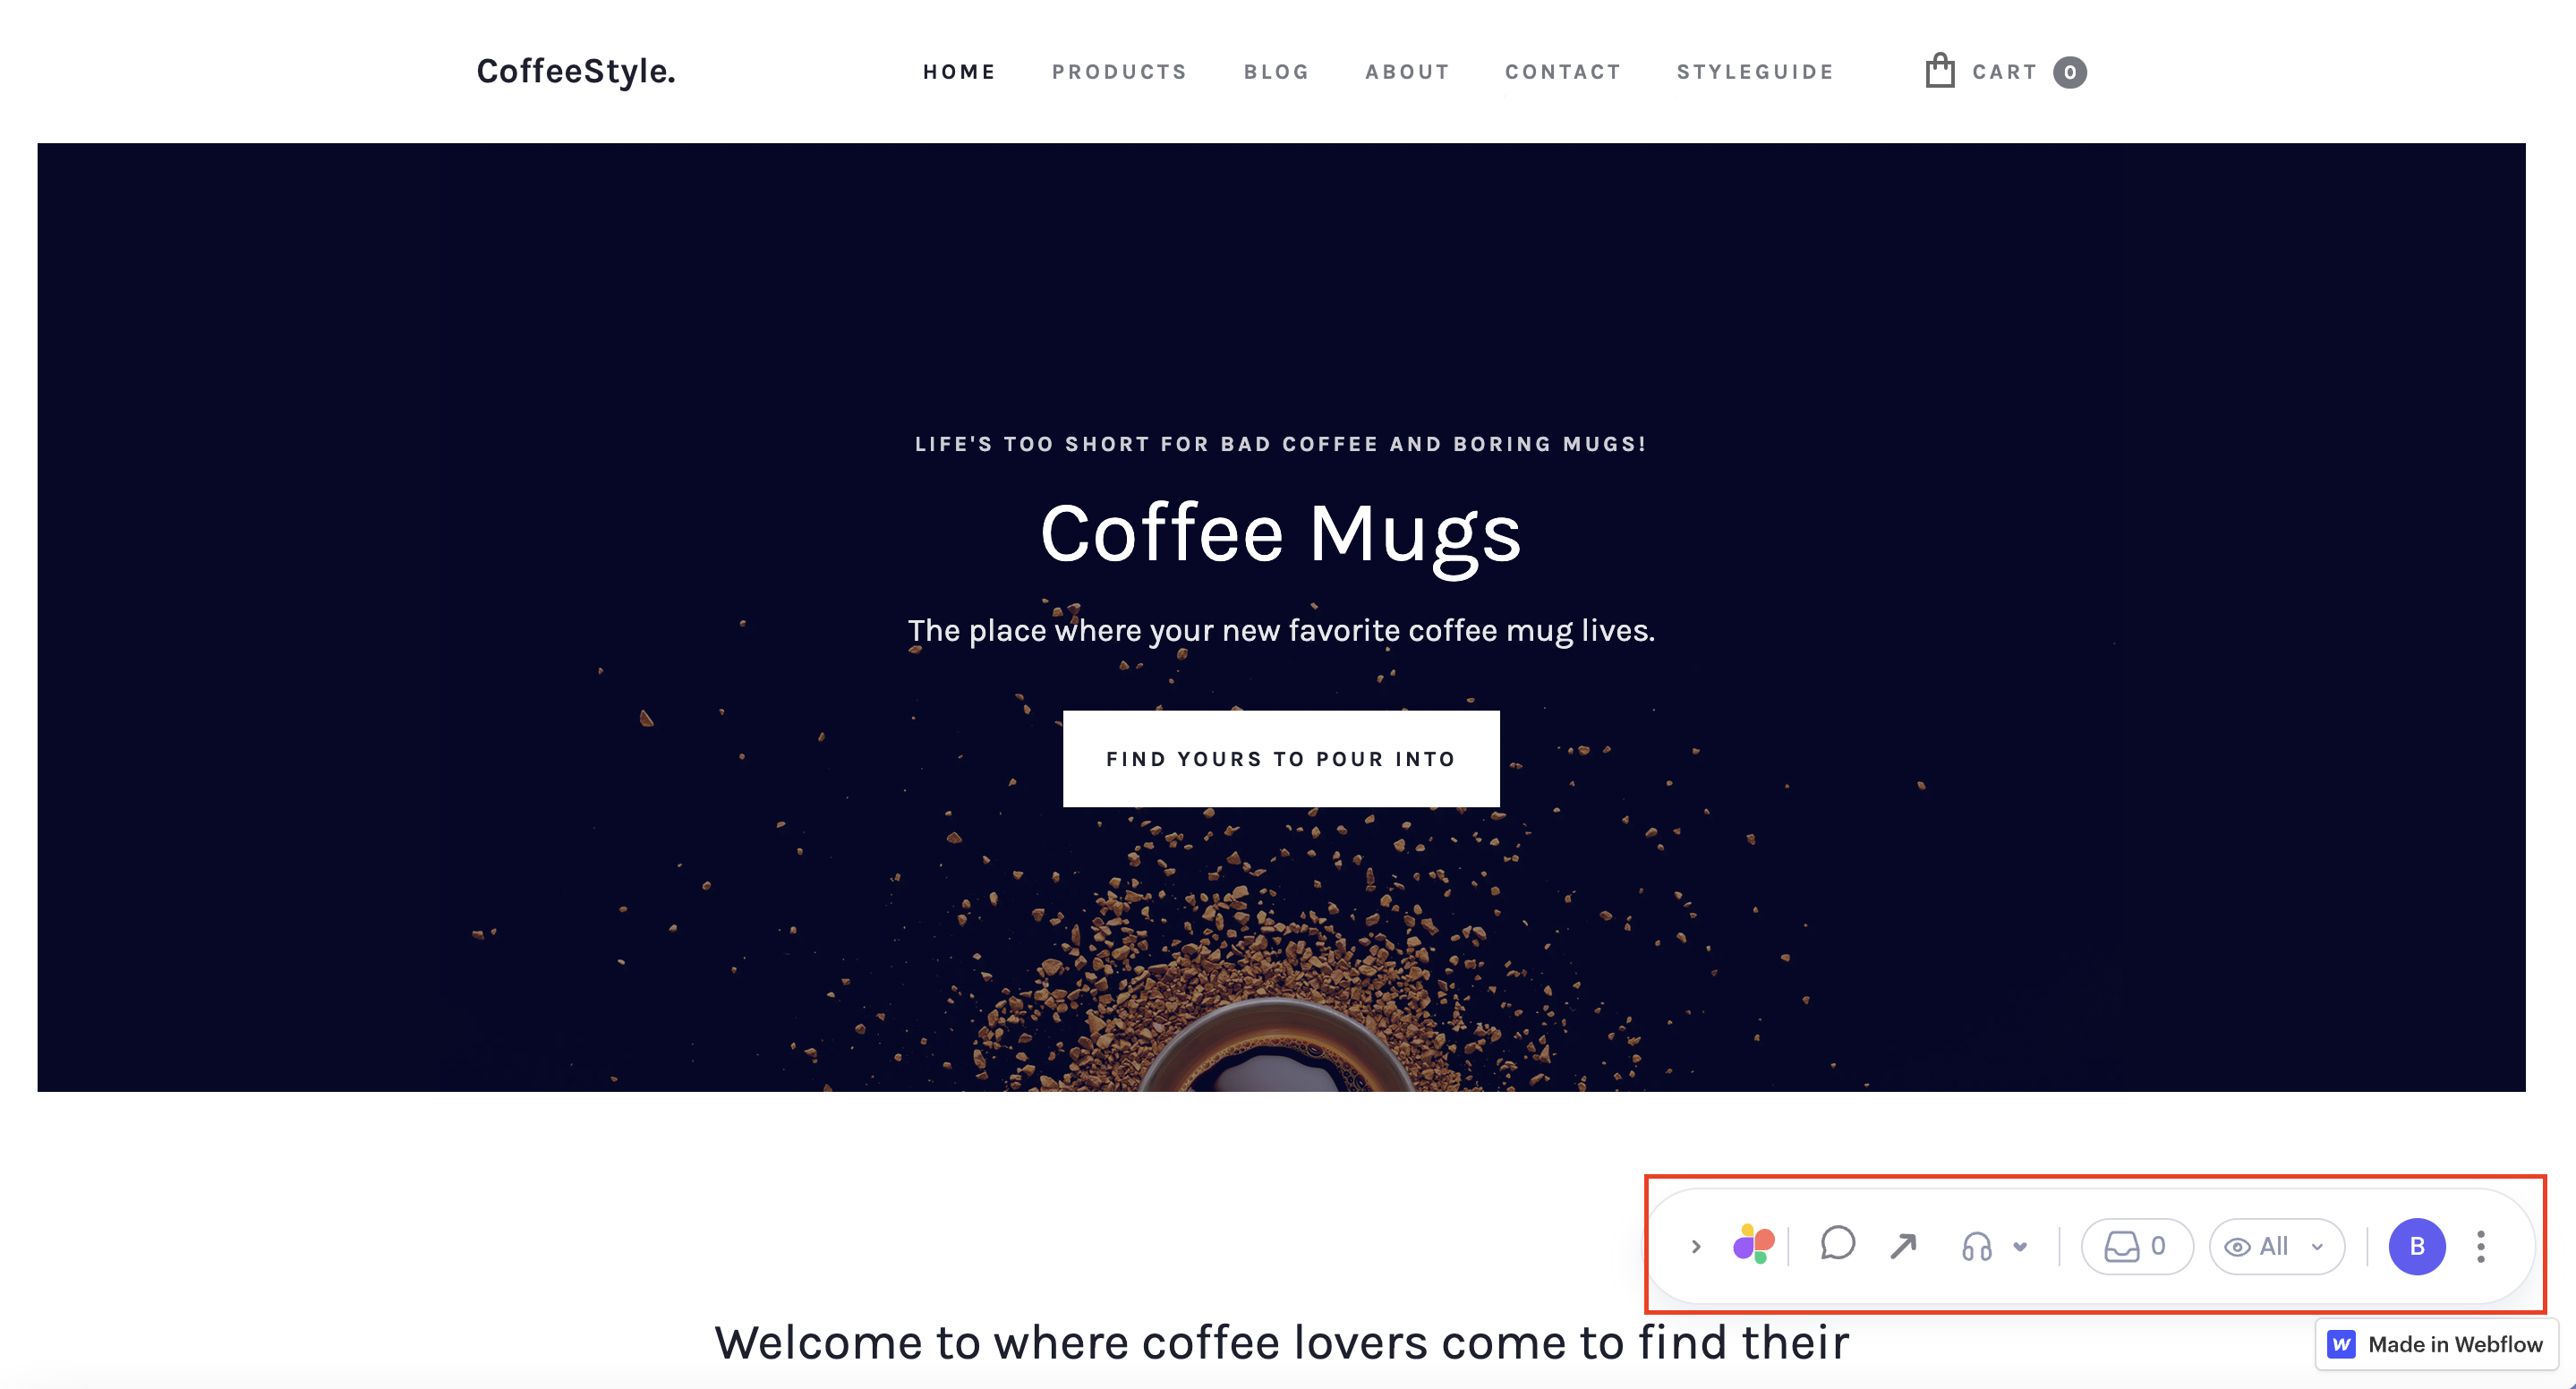 CoffeeStyle.
HOME PRODUCTS BLOG ABOUT CONTACT STYLEGUIDE CART 0
LIFE'S TOO SHORT FOR BAD COFFEE AND BORING MUGS!
Coffee Mugs
The place where your new favorite coffee mug lives.
FIND YOURS TO POUR INTO
0 All B
Welcome to where coffee lovers come to find their
Made in Webflow